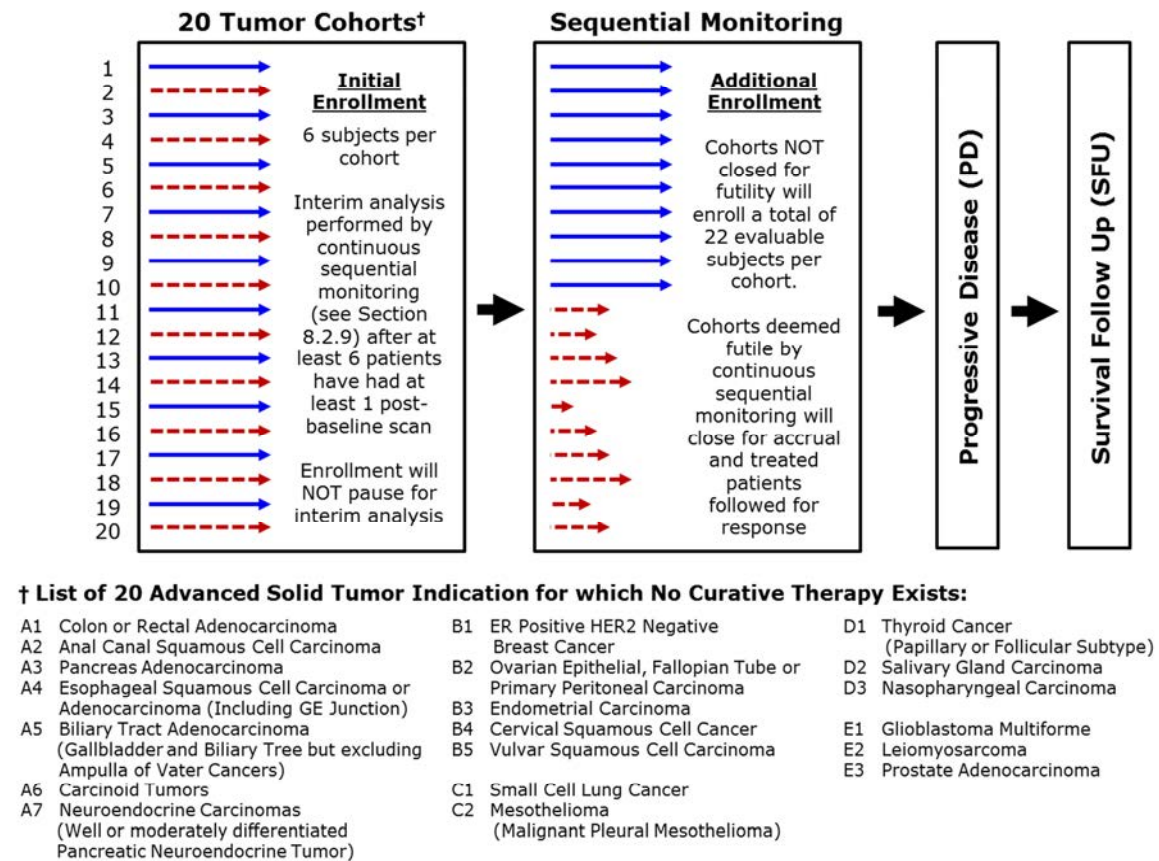 20 Tumor Cohorts†
1
2
3
4
5
6
7
8
9
10
11
12
13
14
15
16
17
18
19
20
Initial
Enrollment
6 subjects per
cohort
Interim analysis
performed by
continuous
sequential
monitoring
(see Section
8.2.9) after at
least 6 patients
have had at
least 1 post-
baseline scan
Enrollment will
NOT pause for
interim analysis
Sequential Monitoring
Additional
Enrollment
Cohorts NOT
closed for
futility will
enroll a total of
22 evaluable
subjects per
cohort.
Cohorts deemed
futile by
continuous
sequential
monitoring will
close for accrual
and treated
patients
followed for
response
Progressive Disease (PD)
Survival Follow Up (SFU)
† List of 20 Advanced Solid Tumor Indication for which No Curative Therapy Exists:
A1 Colon or Rectal Adenocarcinoma
A2 Anal Canal Squamous Cell Carcinoma
A3 Pancreas Adenocarcinoma
A4 Esophageal Squamous Cell Carcinoma or
Adenocarcinoma (Including GE Junction)
A5 Biliary Tract Adenocarcinoma
(Gallbladder and Biliary Tree but excluding
Ampulla of Vater Cancers)
A6 Carcinoid Tumors
A7 Neuroendocrine Carcinomas
(Well or moderately differentiated
Pancreatic Neuroendocrine Tumor)
B1 ER Positive HER2 Negative
Breast Cancer
B2 Ovarian Epithelial, Fallopian Tube or
Primary Peritoneal Carcinoma
B3 Endometrial Carcinoma
B4 Cervical Squamous Cell Cancer
B5 Vulvar Squamous Cell Carcinoma
C1 Small Cell Lung Cancer
C2 Mesothelioma
(Malignant Pleural Mesothelioma)
D1 Thyroid Cancer
(Papillary or Follicular Subtype)
D2 Salivary Gland Carcinoma
D3 Nasopharyngeal Carcinoma
E1 Glioblastoma Multiforme
E2 Leiomyosarcoma
E3 Prostate Adenocarcinoma